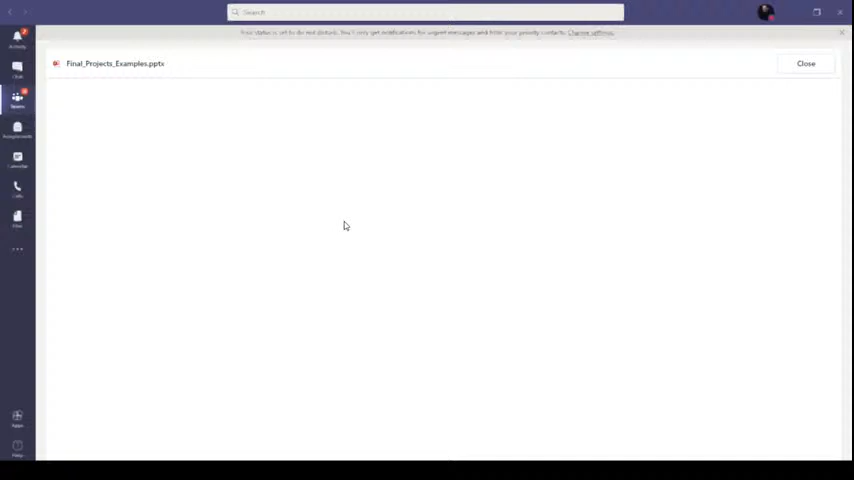 Search
Your status is set to do not disturb. You'll only get notifications for urgent messages and from your priority contacts. Change settings.
Activity
Final_Projects_Examples.pptx
Close
Chat
Teams
Assignments
Calendar
Calls
Files
Apps
Help